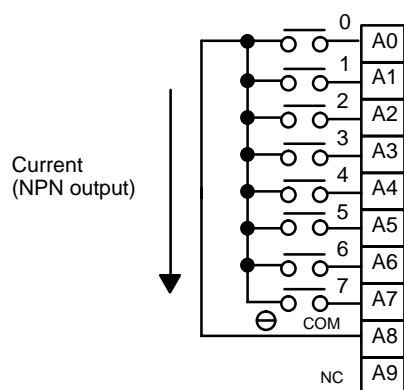 0
A0
1
A1
2
A2
3
A3
Current
(NPN output)
4
A4
5
A5
6
A6
7
A7
COM
A8
NC
A9